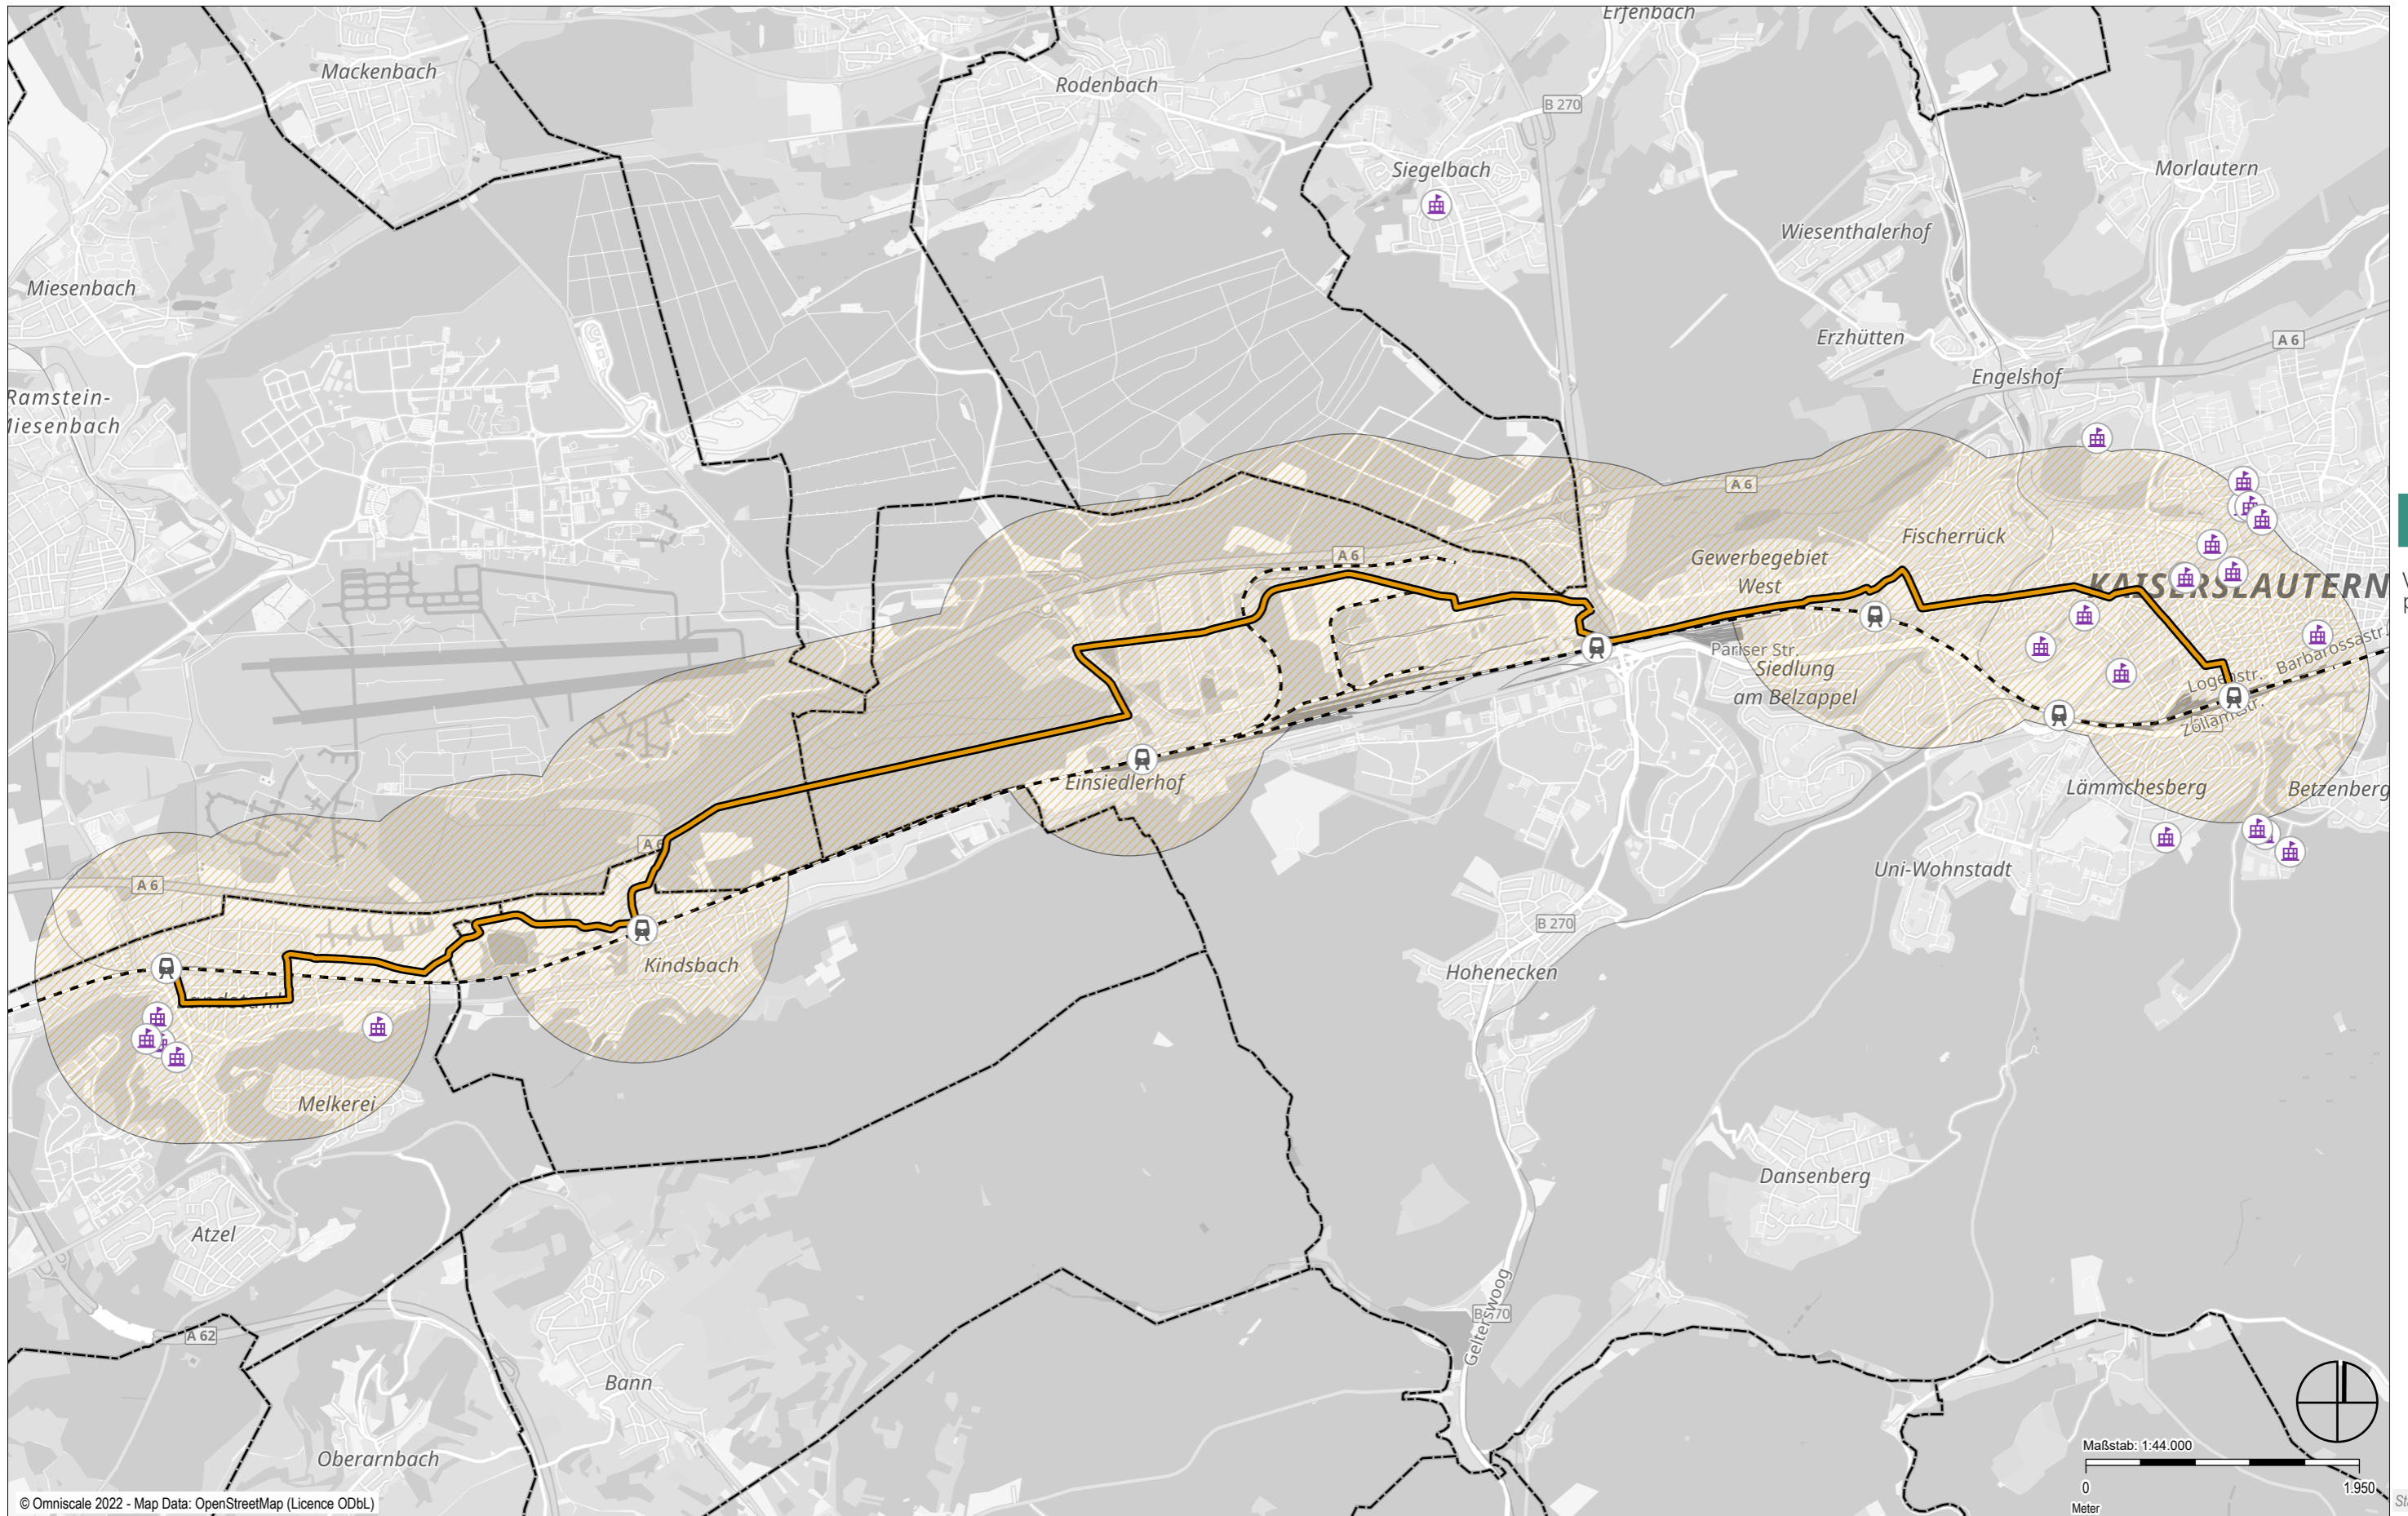 Erfenbach
Mackenbach
Rodenbach
B 270
Siegelbach
Morlautern
Wiesenthalerhof
Miesenbach
Erzhütten
A 6
Engelshof
Ramstein-
Miesenbach
A 6
Fischerrück
A 6
Gewerbegebiet
West
KAISERSLAUTERN
Pariser Str.
Siedlung
am Belzappel
Barbarossastr.
Logenstr.
Zollamtstr.
Einsiedlerhof
Lämmchesberg
Betzenberg
A 6
Uni-Wohnstadt
A 6
B 270
Kindsbach
Hohenecken
Landstuhl
Melkerei
Dansenberg
Atzel
Gelterswoog
B 270
A 62
Bann
Oberarnbach
Maßstab: 1:44.000
0
1.950
Meter
© Omniscale 2022 - Map Data: OpenStreetMap (Licence ODbL)